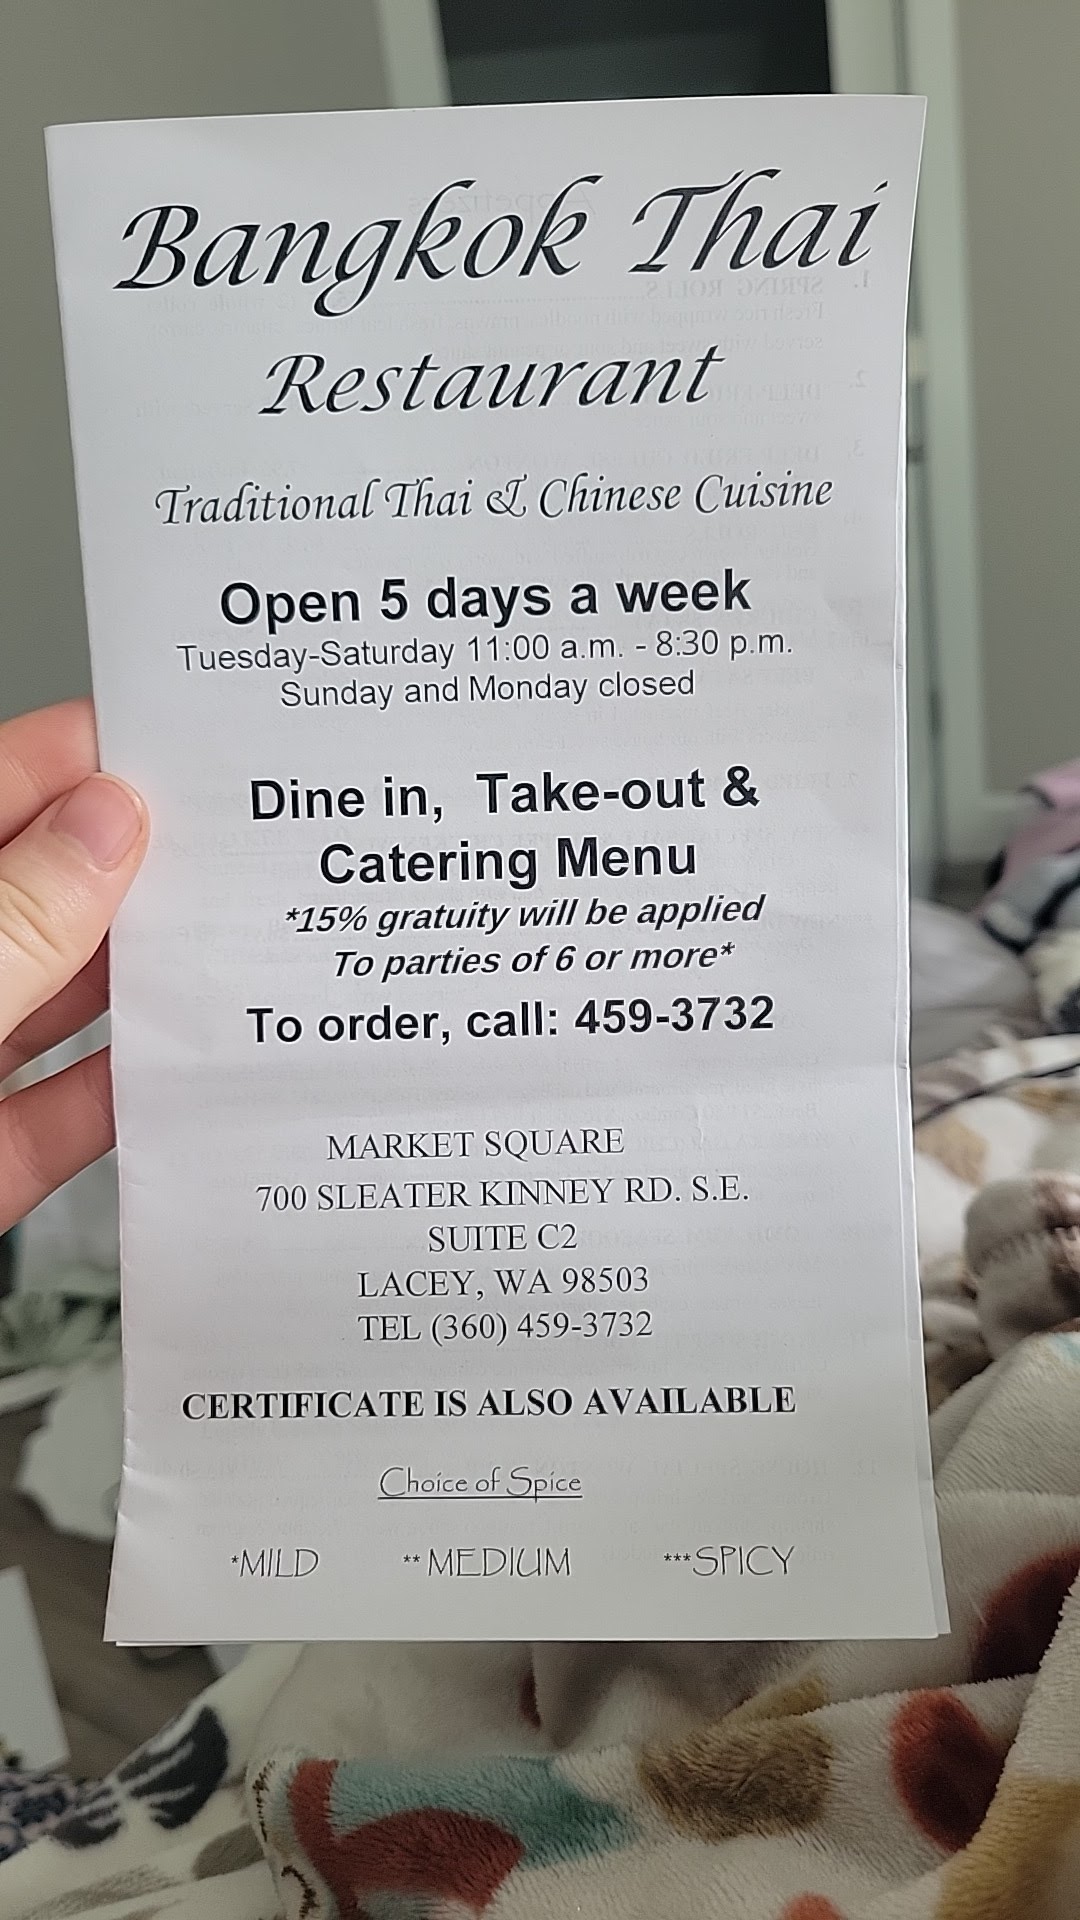 Bangkok Thai
Restaurant
Traditional Thai & Chinese Cuisine
Open 5 days a week
Tuesday-Saturday 11:00 a.m. - 8:30 p.m.
Sunday and Monday closed
Dine in, Take-out &
Catering Menu
*15% gratuity will be applied
To parties of 6 or more*
To order, call: 459-3732
MARKET SQUARE
700 SLEATER KINNEY RD. S.E.
SUITE C2
LACEY, WA 98503
TEL (360) 459-3732
CERTIFICATE IS ALSO AVAILABLE
Choice of Spice
*MILD ** MEDIUM ***SPICY